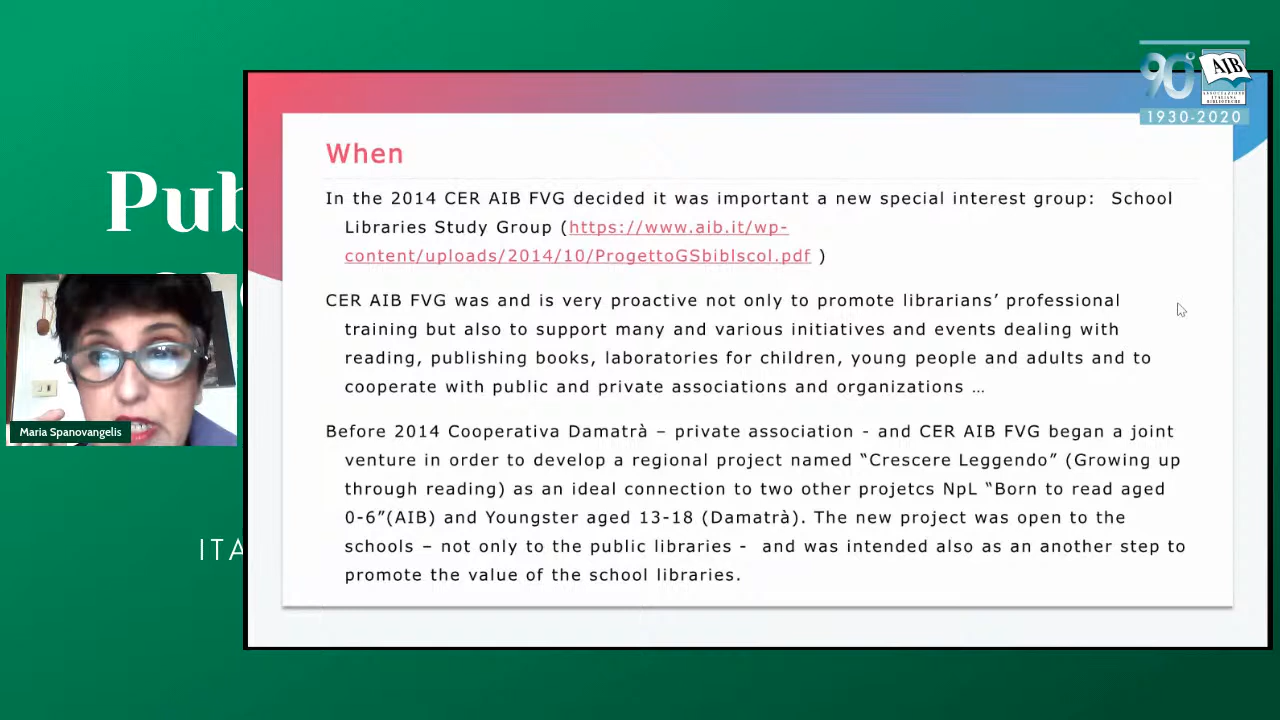 90°
AIB
ASSOCIAZIONE
ITALIANA
BIBLIOTECHE
1930-2020
Pub
ITA
When
In the 2014 CER AIB FVG decided it was important a new special interest group:  School
Libraries Study Group (https://www.aib.it/wp-
content/uploads/2014/10/ProgettoGSbiblscol.pdf )
CER AIB FVG was and is very proactive not only to promote librarians’ professional
training but also to support many and various initiatives and events dealing with
reading, publishing books, laboratories for children, young people and adults and to
cooperate with public and private associations and organizations …
Before 2014 Cooperativa Damatrà – private association - and CER AIB FVG began a joint
venture in order to develop a regional project named “Crescere Leggendo” (Growing up
through reading) as an ideal connection to two other projetcs NpL “Born to read aged
0-6”(AIB) and Youngster aged 13-18 (Damatrà). The new project was open to the
schools – not only to the public libraries -  and was intended also as an another step to
promote the value of the school libraries.
Maria Spanovangelis